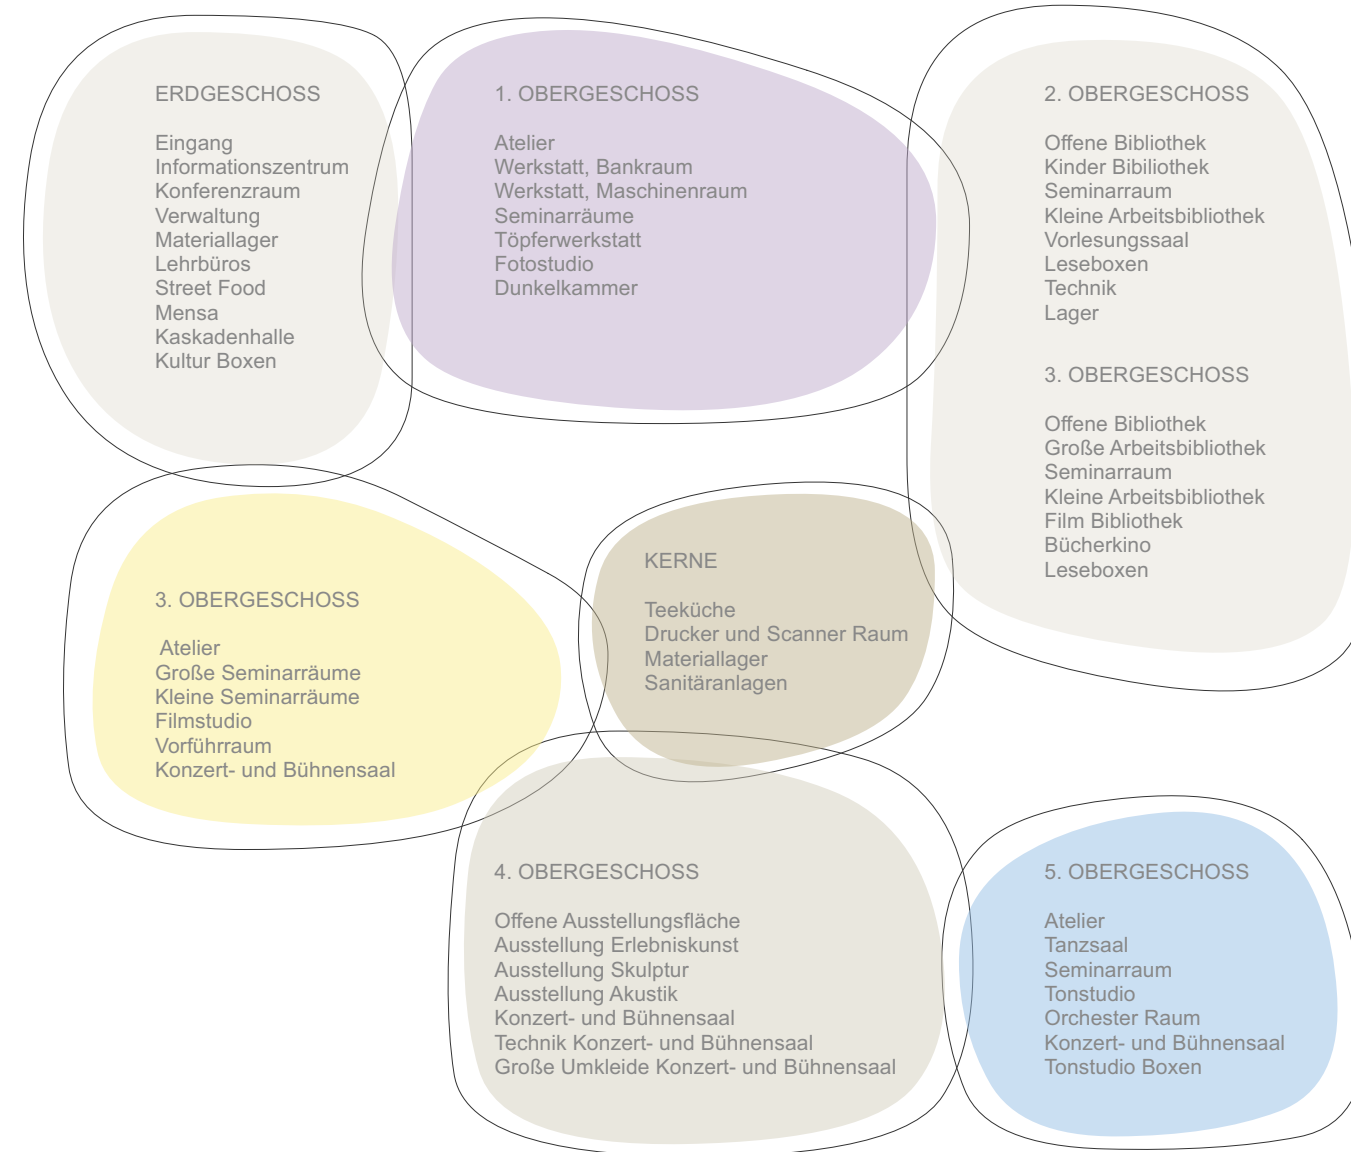 ERDGESCHOSS
Eingang
Informationszentrum
Konferenzraum
Verwaltung
Materiallager
Lehrbüros
Street Food
Mensa
Kaskadenhalle
Kultur Boxen
1. OBERGESCHOSS
Atelier
Werkstatt, Bankraum
Werkstatt, Maschinenraum
Seminarräume
Töpferwerkstatt
Fotostudio
Dunkelkammer
2. OBERGESCHOSS
Offene Bibliothek
Kinder Bibiliothek
Seminarraum
Kleine Arbeitsbibliothek
Vorlesungssaal
Leseboxen
Technik
Lager
3. OBERGESCHOSS
Offene Bibliothek
Große Arbeitsbibliothek
Seminarraum
Kleine Arbeitsbibliothek
Film Bibliothek
Bücherkino
Leseboxen
3. OBERGESCHOSS
Atelier
Große Seminarräume
Kleine Seminarräume
Filmstudio
Vorführraum
Konzert- und Bühnensaal
KERNE
Teeküche
Drucker und Scanner Raum
Materiallager
Sanitäranlagen
4. OBERGESCHOSS
Offene Ausstellungsfläche
Ausstellung Erlebniskunst
Ausstellung Skulptur
Ausstellung Akustik
Konzert- und Bühnensaal
Technik Konzert- und Bühnensaal
Große Umkleide Konzert- und Bühnensaal
5. OBERGESCHOSS
Atelier
Tanzsaal
Seminarraum
Tonstudio
Orchester Raum
Konzert- und Bühnensaal
Tonstudio Boxen